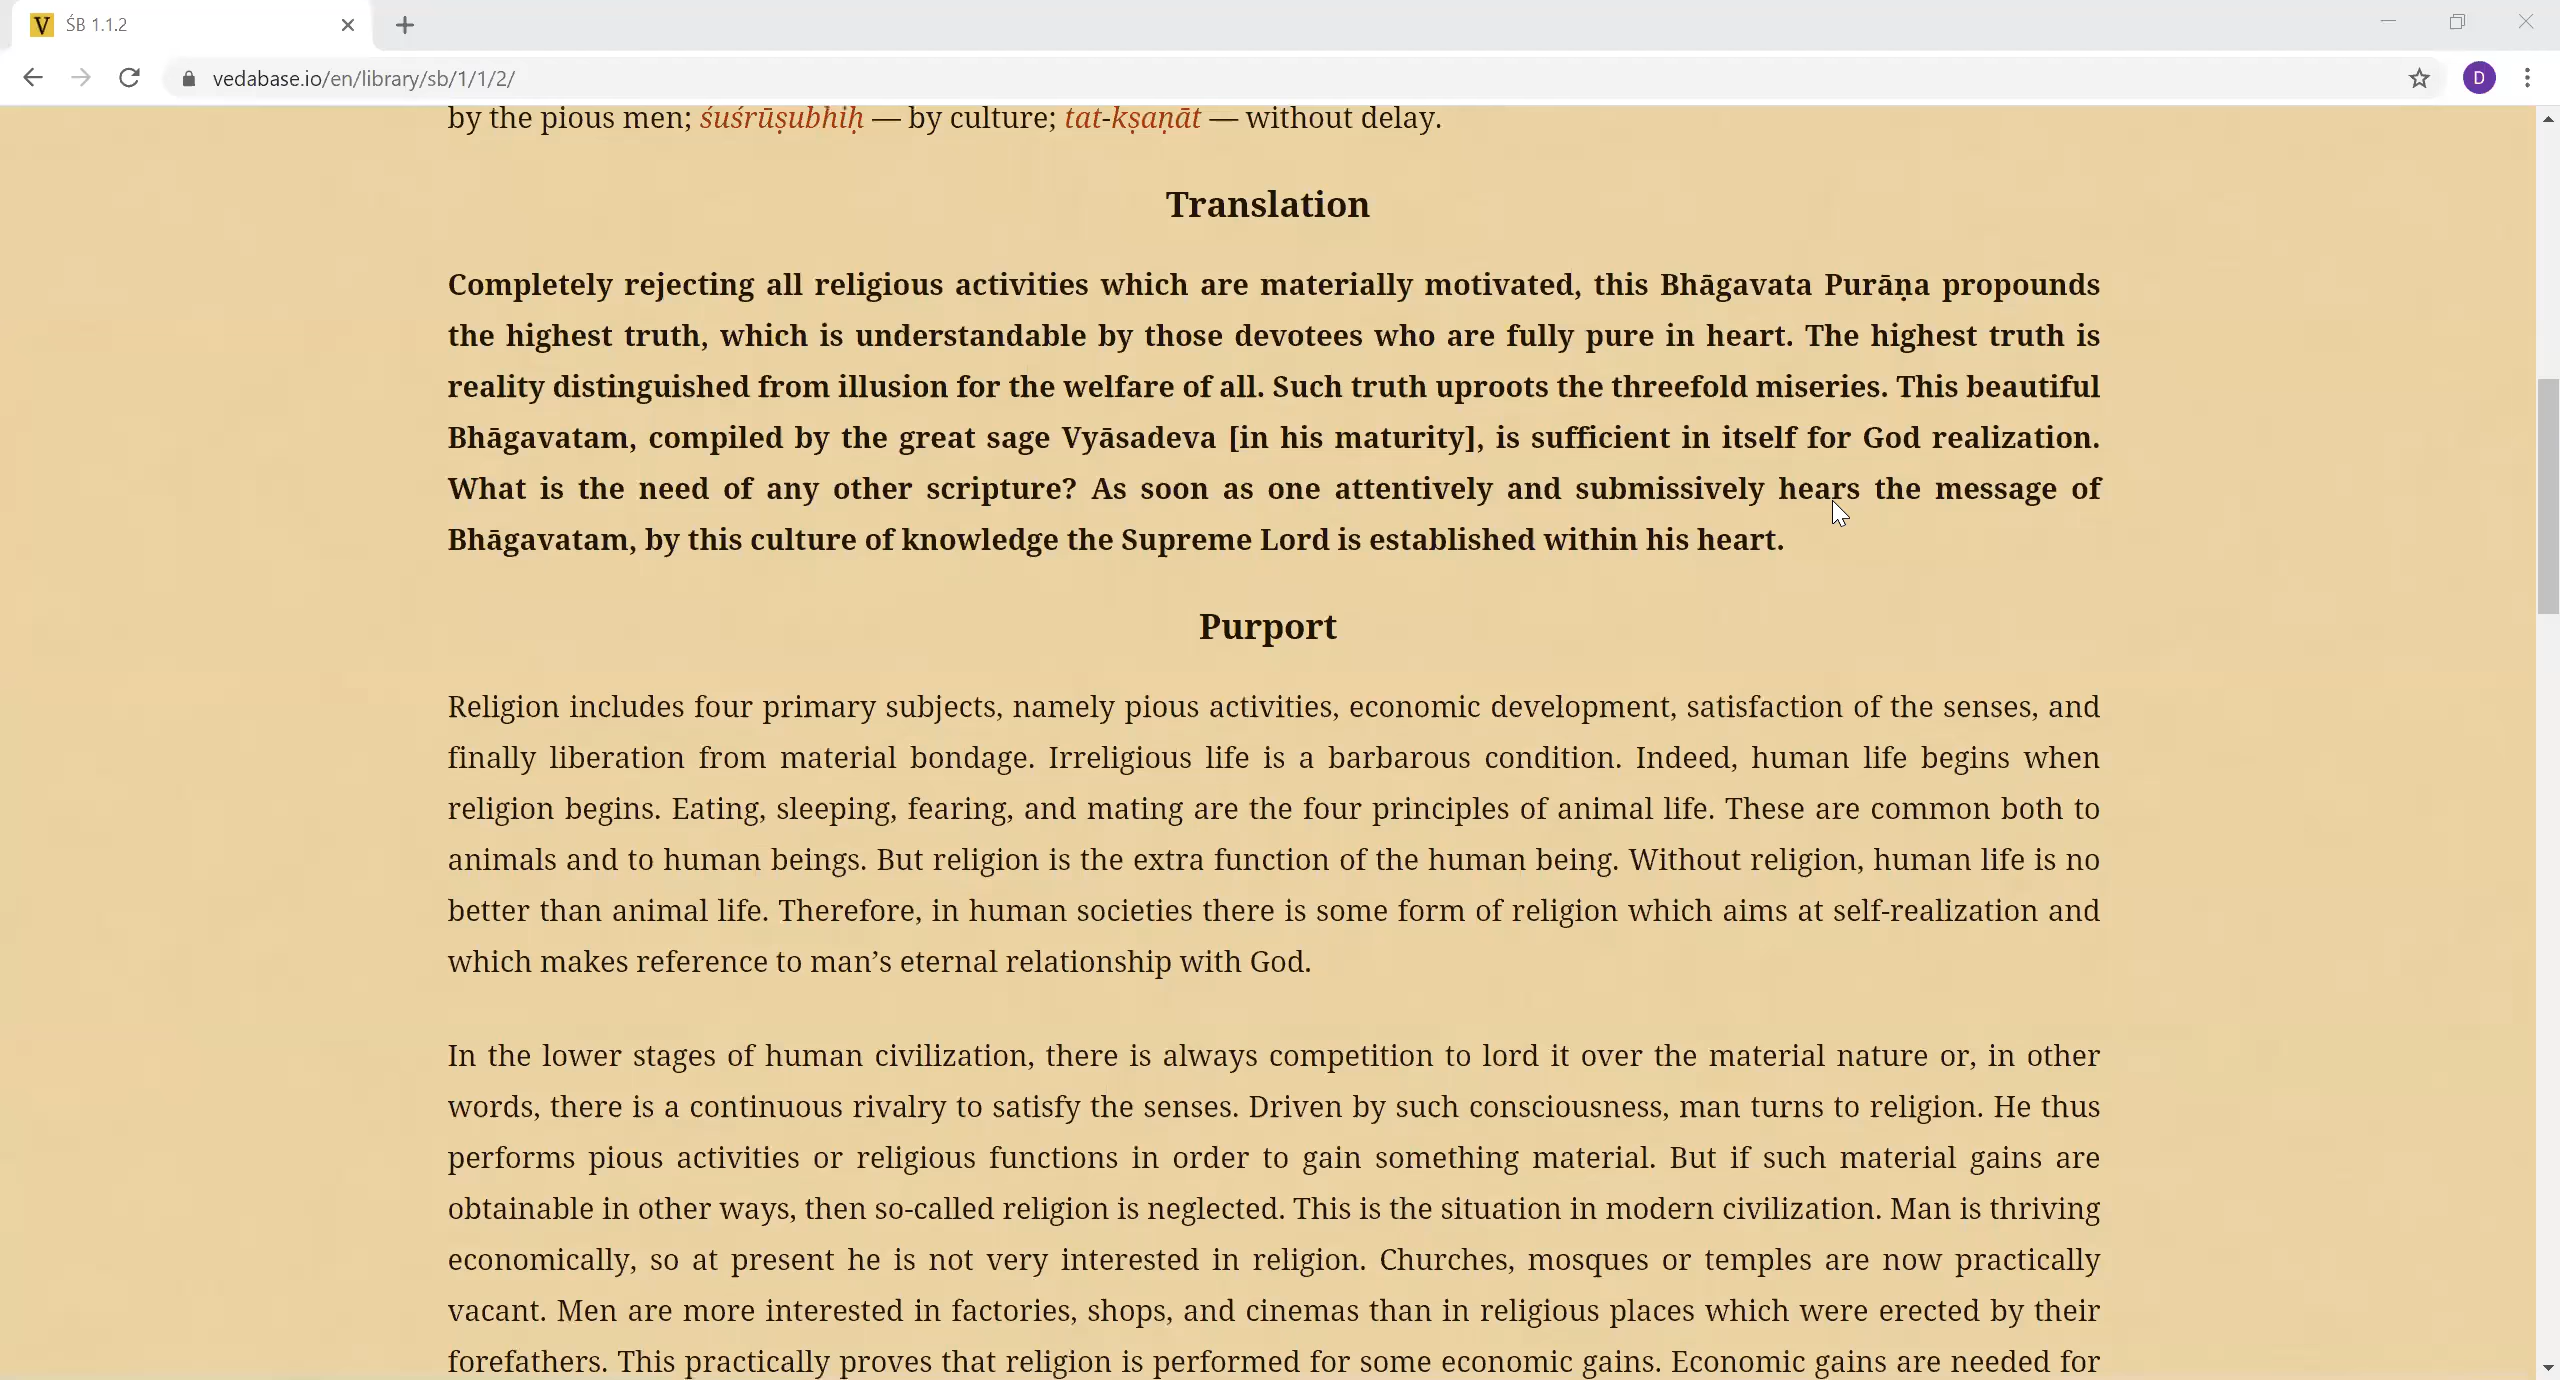 ŚB 1.1.2
vedabase.io/en/library/sb/1/1/2/
D
by the pious men; śuśrūṣubhiḥ — by culture; tat-kṣaṇāt — without delay.
Translation
Completely rejecting all religious activities which are materially motivated, this Bhāgavata Purāṇa propounds
the highest truth, which is understandable by those devotees who are fully pure in heart. The highest truth is
reality distinguished from illusion for the welfare of all. Such truth uproots the threefold miseries. This beautiful
Bhāgavatam, compiled by the great sage Vyāsadeva [in his maturity], is sufficient in itself for God realization.
What is the need of any other scripture? As soon as one attentively and submissively hears the message of
Bhāgavatam, by this culture of knowledge the Supreme Lord is established within his heart.
Purport
Religion includes four primary subjects, namely pious activities, economic development, satisfaction of the senses, and
finally liberation from material bondage. Irreligious life is a barbarous condition. Indeed, human life begins when
religion begins. Eating, sleeping, fearing, and mating are the four principles of animal life. These are common both to
animals and to human beings. But religion is the extra function of the human being. Without religion, human life is no
better than animal life. Therefore, in human societies there is some form of religion which aims at self-realization and
which makes reference to man’s eternal relationship with God.
In the lower stages of human civilization, there is always competition to lord it over the material nature or, in other
words, there is a continuous rivalry to satisfy the senses. Driven by such consciousness, man turns to religion. He thus
performs pious activities or religious functions in order to gain something material. But if such material gains are
obtainable in other ways, then so-called religion is neglected. This is the situation in modern civilization. Man is thriving
economically, so at present he is not very interested in religion. Churches, mosques or temples are now practically
vacant. Men are more interested in factories, shops, and cinemas than in religious places which were erected by their
forefathers. This practically proves that religion is performed for some economic gains. Economic gains are needed for